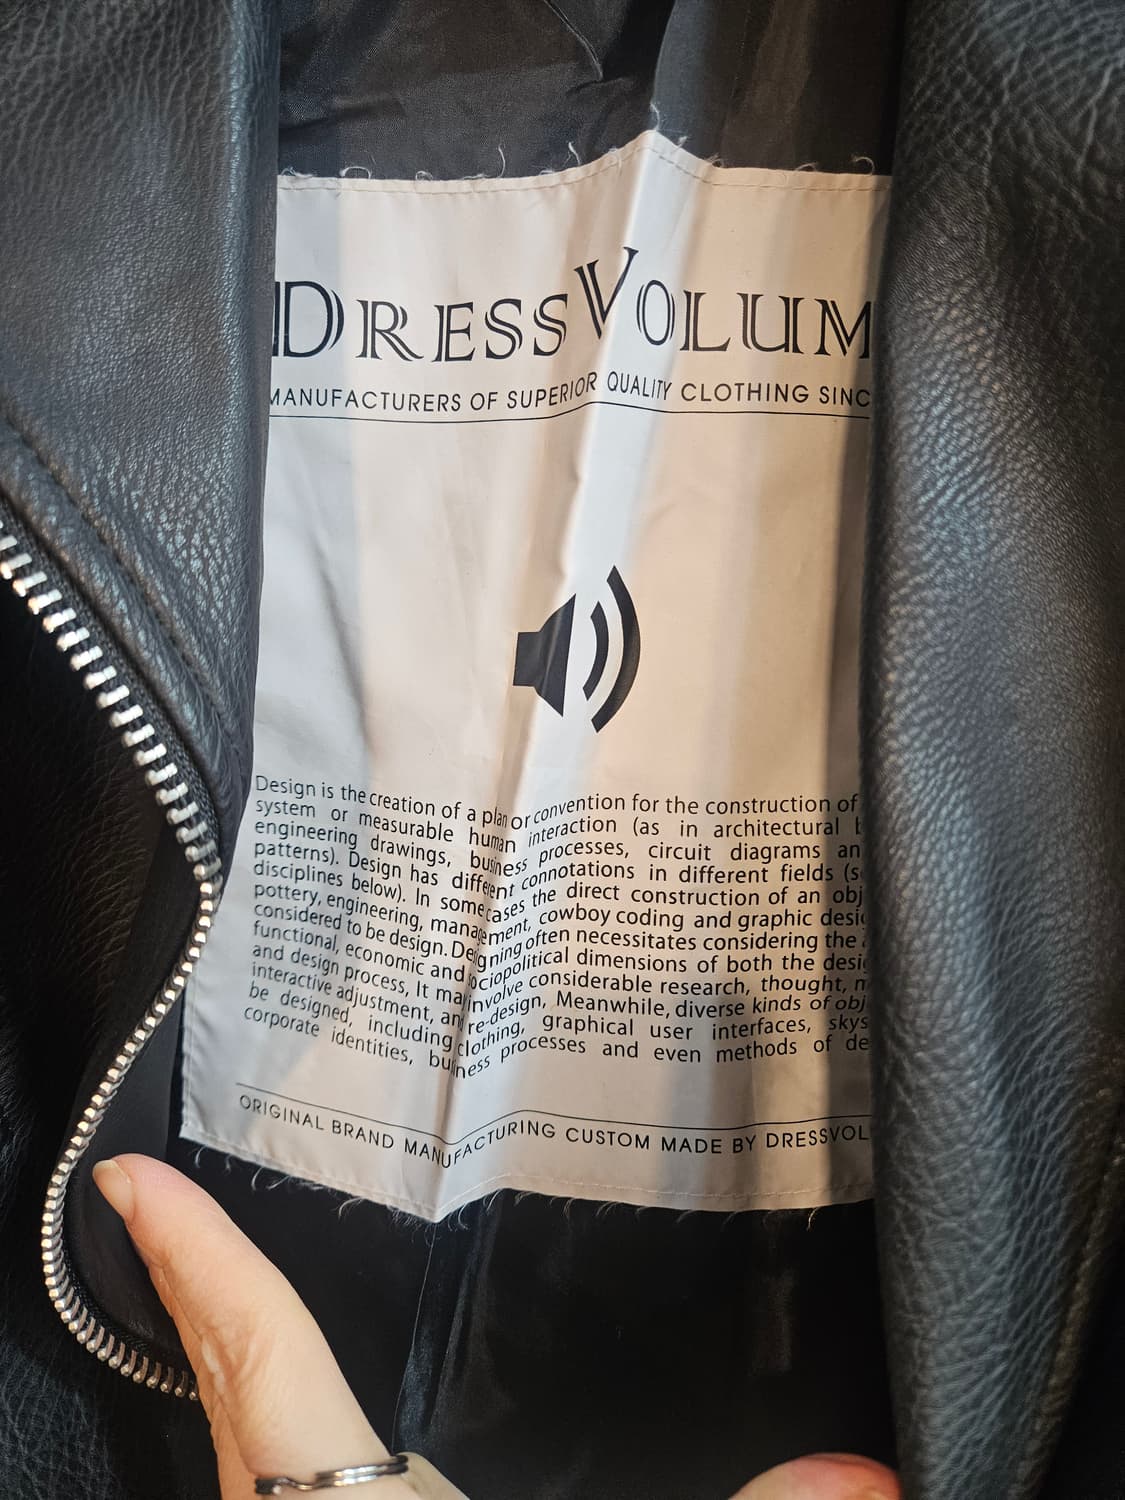 DRESSVOLUM
MANUFACTURERS OF SUPERIOR QUALITY CLOTHING SINC
Design is the creation of a plan or convention for the construction of
system or measurable human interaction (as in architectural
engineering drawings, business processes, circuit diagrams an
patterns). Design has different connotations in different fields (s
disciplines below). In some cases the direct construction of an obj
pottery, engineering, management, cowboy coding and graphic desi
considered to be design. Designing often necessitates considering the
functional, economic and sociopolitical dimensions of both the desi
and design process, It may involve considerable research, thought, m
interactive adjustment, and re-design, Meanwhile, diverse kinds of obj
be designed, including clothing, graphical user interfaces, skys
corporate identities, business processes and even methods of de
ORIGINAL BRAND MANUFACTURING CUSTOM MADE BY DRESSVOL